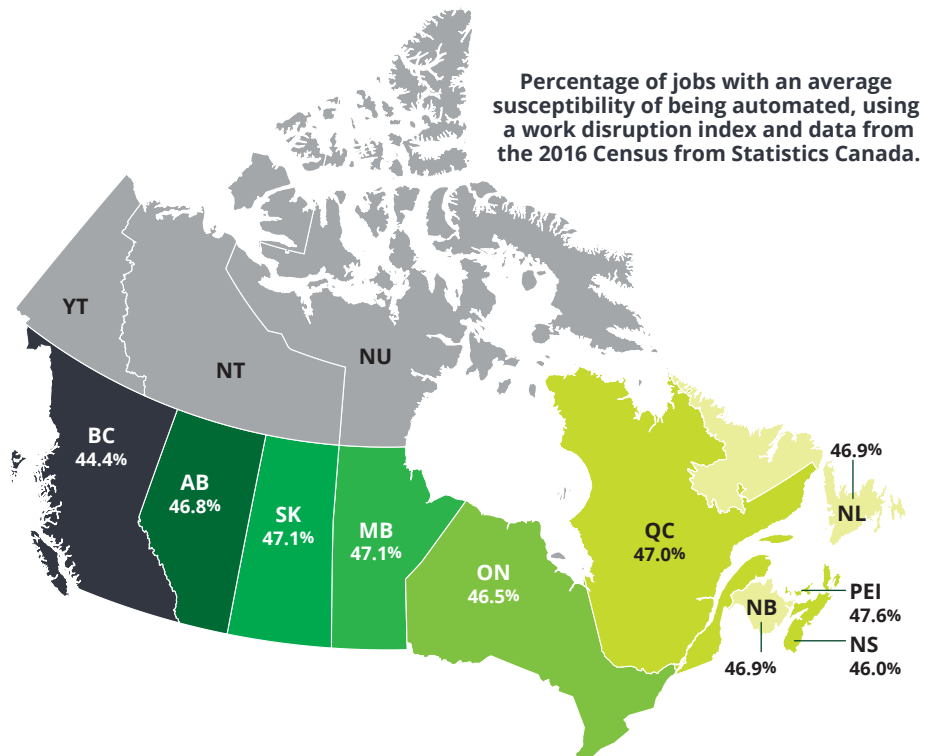 Percentage of jobs with an average
susceptibility of being automated, using
a work disruption index and data from
the 2016 Census from Statistics Canada.
YT
NT
NU
BC
44.4%
AB
46.8%
SK
47.1%
MB
47.1%
ON
46.5%
QC
47.0%
46.9%
NL
PEI
47.6%
NB
46.9%
NS
46.0%